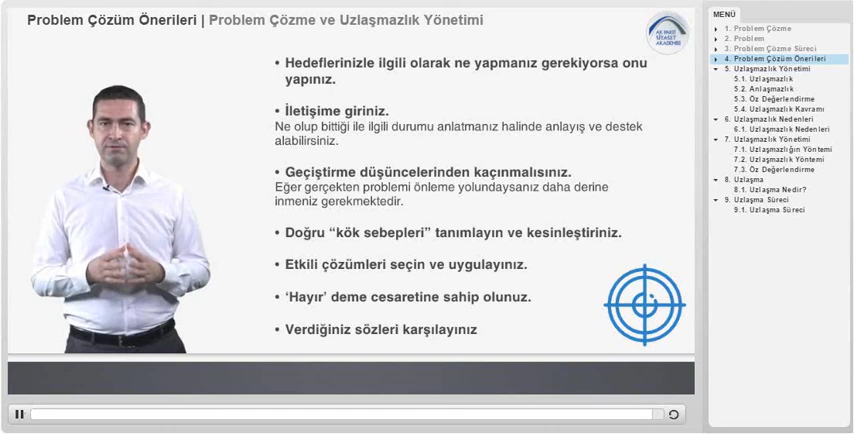 Problem Çözüm Önerileri | Problem Çözme ve Uzlaşmazlık Yönetimi
AK PARTİ
SİYASET
AKADEMİSİ
• Hedeflerinizle ilgili olarak ne yapmanız gerekiyorsa onu
yapınız.
• İletişime giriniz.
Ne olup bittiği ile ilgili durumu anlatmanız halinde anlayış ve destek
alabilirsiniz.
• Geçiştirme düşüncelerinden kaçınmalısınız.
Eğer gerçekten problemi önleme yolundaysanız daha derine
inmeniz gerekmektedir.
• Doğru “kök sebepleri” tanımlayın ve kesinleştiriniz.
• Etkili çözümleri seçin ve uygulayınız.
• ‘Hayır’ deme cesaretine sahip olunuz.
• Verdiğiniz sözleri karşılayınız
MENÜ
1. Problem Çözme
2. Problem
3. Problem Çözme Süreci
4. Problem Çözüm Önerileri
5. Uzlaşmazlık Yönetimi
5.1. Uzlaşmazlık
5.2. Anlaşmazlık
5.3. Öz Değerlendirme
5.4. Uzlaşmazlık Kavramı
6. Uzlaşmazlık Nedenleri
6.1. Uzlaşmazlık Nedenleri
7. Uzlaşmazlık Yönetimi
7.1. Uzlaşmazlığın Yöntemi
7.2. Uzlaşmazlık Yöntemi
7.3. Öz Değerlendirme
8. Uzlaşma
8.1. Uzlaşma Nedir?
9. Uzlaşma Süreci
9.1. Uzlaşma Süreci